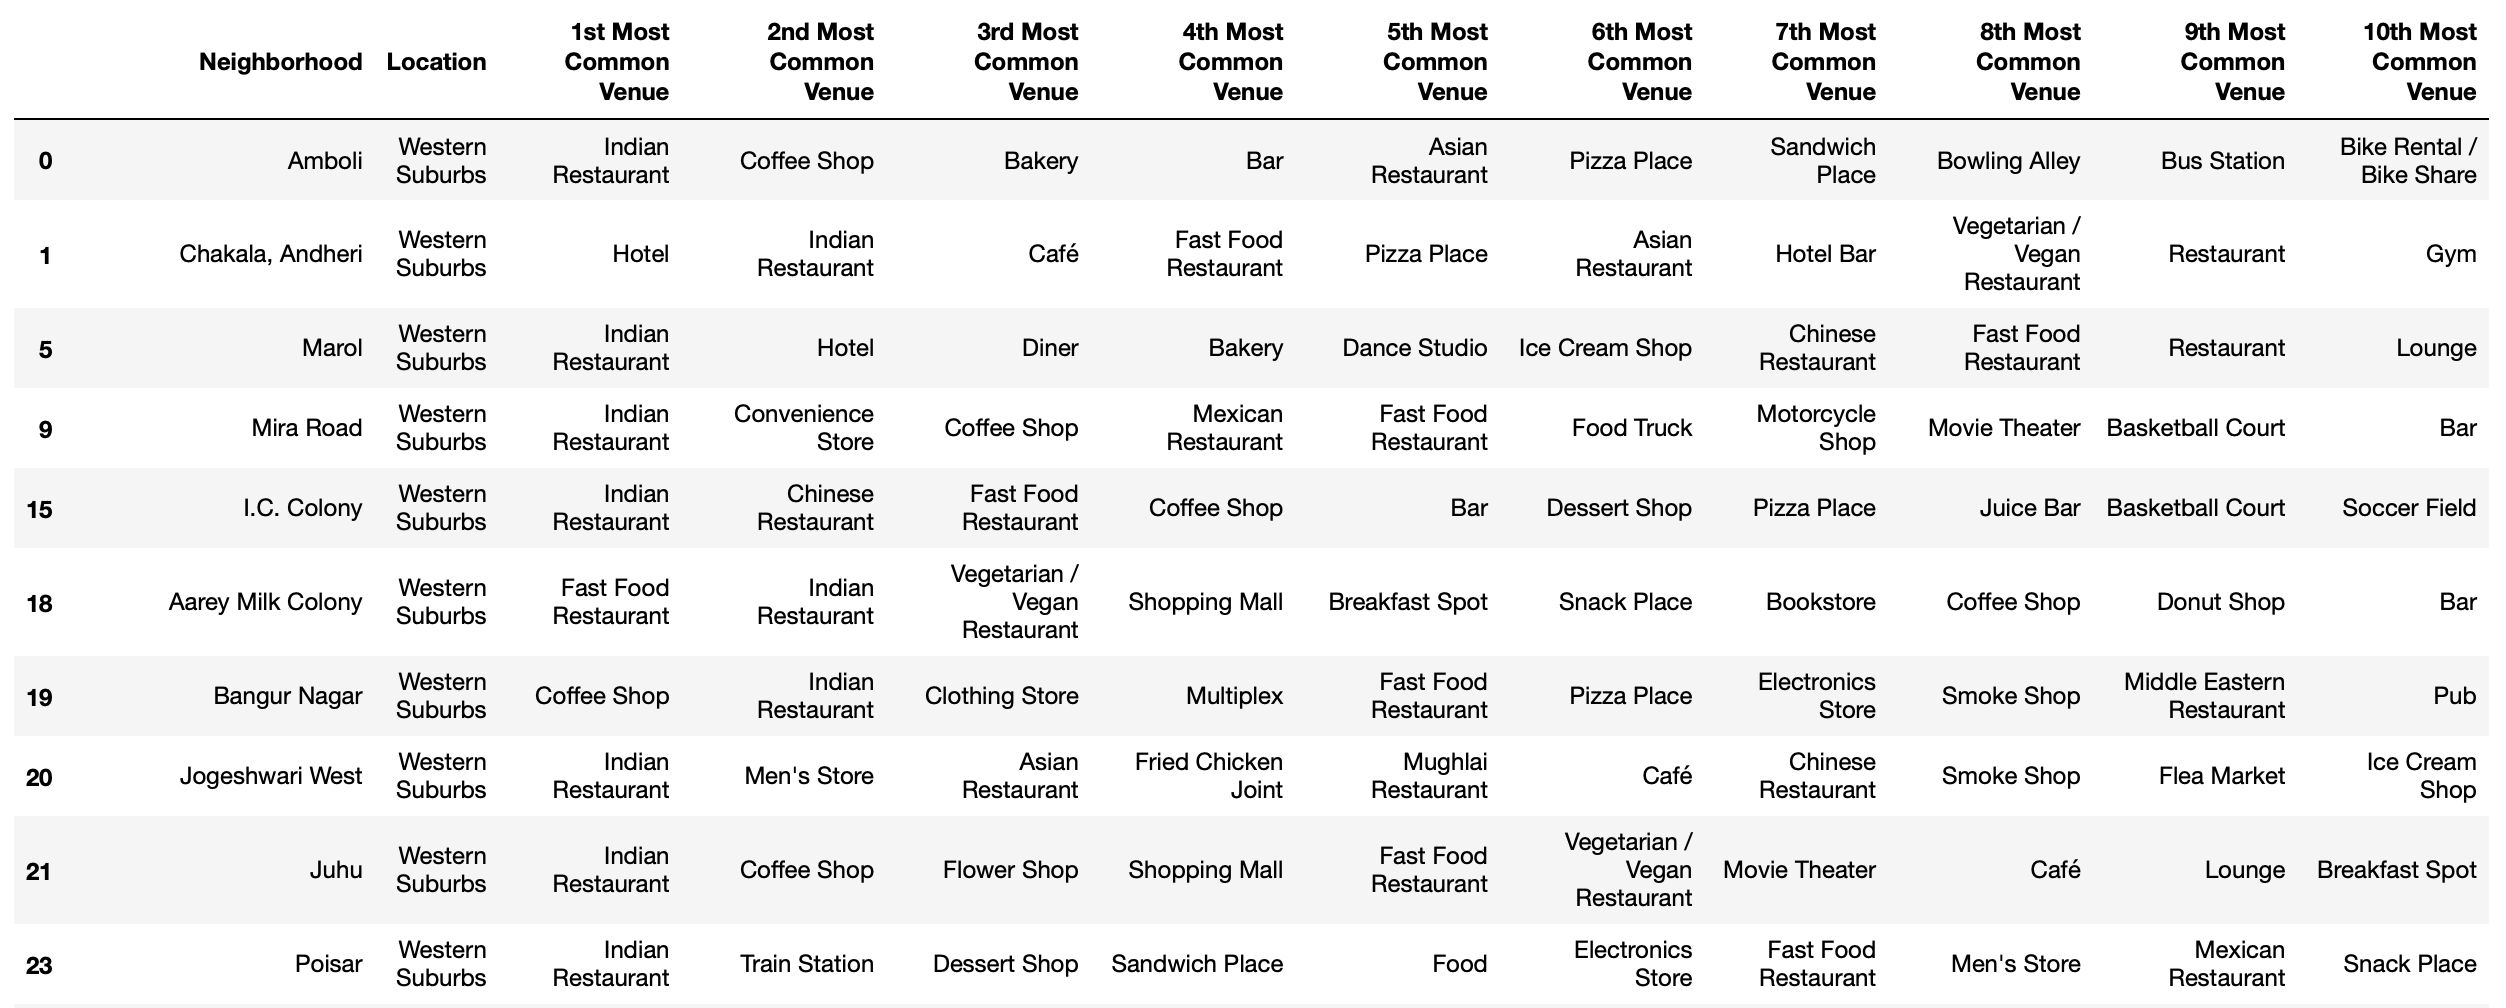 Neighborhood Location 1st Most Common Venue 2nd Most Common Venue 3rd Most Common Venue 4th Most Common Venue 5th Most Common Venue 6th Most Common Venue 7th Most Common Venue 8th Most Common Venue 9th Most Common Venue 10th Most Common Venue
0 Amboli Western Suburbs Indian Restaurant Coffee Shop Bakery Bar Asian Restaurant Pizza Place Sandwich Place Bowling Alley Bus Station Bike Rental / Bike Share
1 Chakala, Andheri Western Suburbs Hotel Indian Restaurant Café Fast Food Restaurant Pizza Place Asian Restaurant Hotel Bar Vegetarian / Vegan Restaurant Restaurant Gym
5 Marol Western Suburbs Indian Restaurant Hotel Diner Bakery Dance Studio Ice Cream Shop Chinese Restaurant Fast Food Restaurant Restaurant Lounge
9 Mira Road Western Suburbs Indian Restaurant Convenience Store Coffee Shop Mexican Restaurant Fast Food Restaurant Food Truck Motorcycle Shop Movie Theater Basketball Court Bar
15 I.C. Colony Western Suburbs Indian Restaurant Chinese Restaurant Fast Food Restaurant Coffee Shop Bar Dessert Shop Pizza Place Juice Bar Basketball Court Soccer Field
18 Aarey Milk Colony Western Suburbs Fast Food Restaurant Indian Restaurant Vegetarian / Vegan Restaurant Shopping Mall Breakfast Spot Snack Place Bookstore Coffee Shop Donut Shop Bar
19 Bangur Nagar Western Suburbs Coffee Shop Indian Restaurant Clothing Store Multiplex Fast Food Restaurant Pizza Place Electronics Store Smoke Shop Middle Eastern Restaurant Pub
20 Jogeshwari West Western Suburbs Indian Restaurant Men's Store Asian Restaurant Fried Chicken Joint Mughlai Restaurant Café Chinese Restaurant Smoke Shop Flea Market Ice Cream Shop
21 Juhu Western Suburbs Indian Restaurant Coffee Shop Flower Shop Shopping Mall Fast Food Restaurant Vegetarian / Vegan Restaurant Movie Theater Café Lounge Breakfast Spot
23 Poisar Western Suburbs Indian Restaurant Train Station Dessert Shop Sandwich Place Food Electronics Store Fast Food Restaurant Men's Store Mexican Restaurant Snack Place